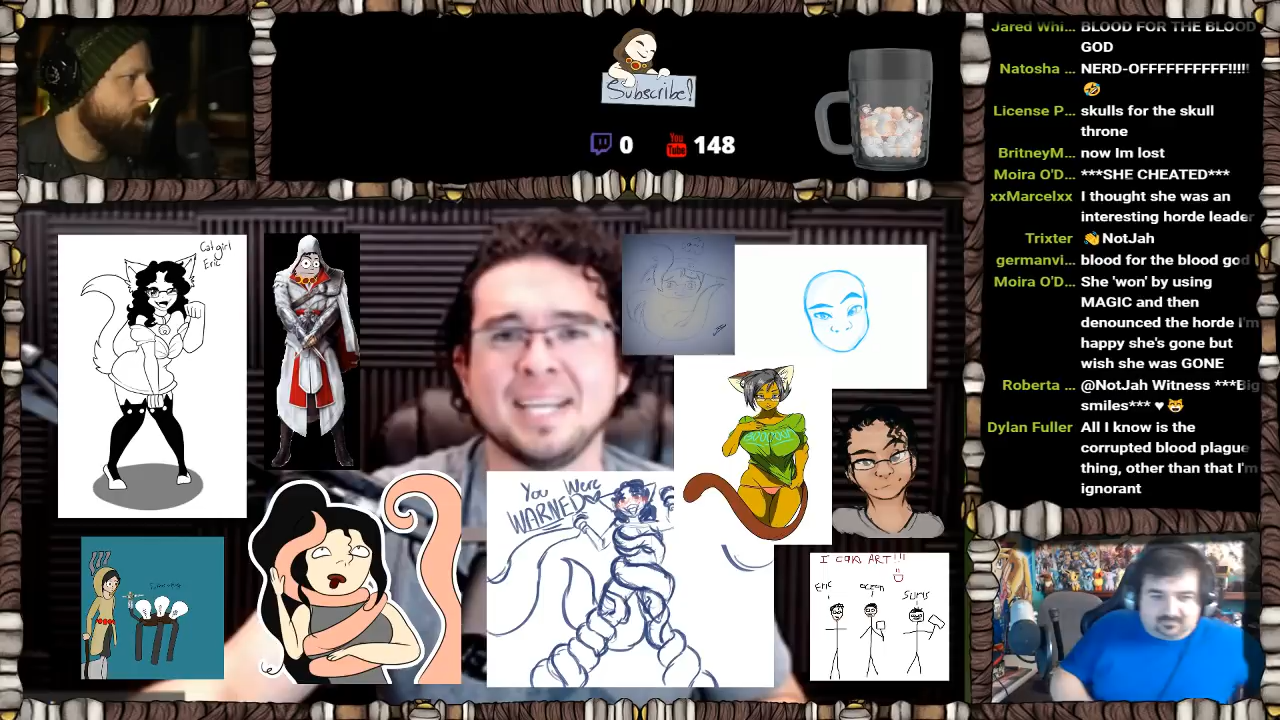 Subscribe!
0
You Tube 148
Catgirl
Eric
You Were
WARNED
I CAN ART!!!
Eric
Surus
Jared Whi... BLOOD FOR THE BLOOD
GOD
Natosha ... NERD-OFFFFFFFFFF!!!!!
🤣
License P... skulls for the skull
throne
BritneyM... now Im lost
Moira O'D... ***SHE CHEATED***
xxMarcelxx I thought she was an
interesting horde leader
Trixter 👏 NotJah
germanvi... blood for the blood god
Moira O'D... She 'won' by using
MAGIC and then
denounced the horde I'm
happy she's gone but
wish she was GONE
Roberta ... @NotJah Witness ***Big
smiles*** ♥ 😸
Dylan Fuller All I know is the
corrupted blood plague
thing, other than that I'm
ignorant